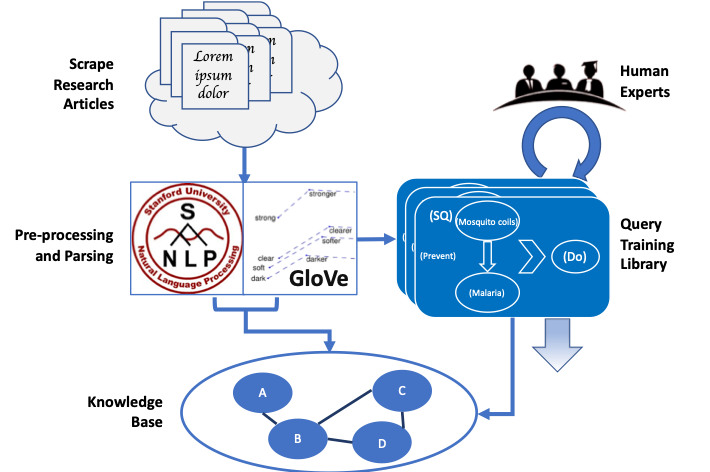 Scrape
Research
Articles
Lorem
ipsum
dolor
Human
Experts
Pre-processing
and Parsing
Stanford University
S
NLP
Natural Language Processing
stronger
strong
clearer
softer
darker
clear
soft
dark
GloVe
(SQ)
(Mosquito coils)
(Prevent)
(Malaria)
(Do)
Query
Training
Library
Knowledge
Base
A
B
C
D